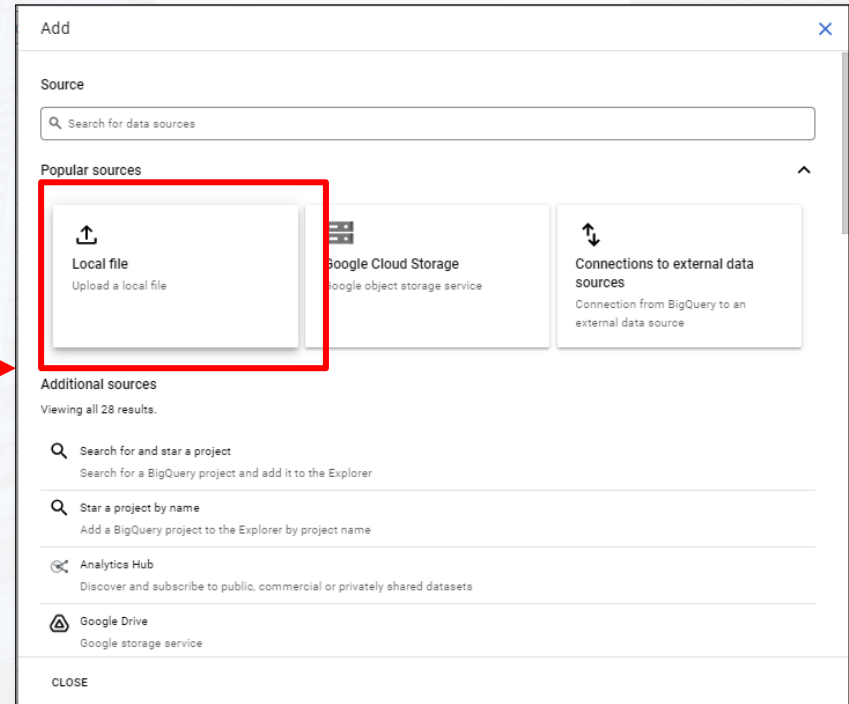 Add
Source
Search for data sources
Popular sources
Local file
Upload a local file
Google Cloud Storage
Google object storage service
Connections to external data
sources
Connection from BigQuery to an
external data source
Additional sources
Viewing all 28 results.
Search for and star a project
Search for a BigQuery project and add it to the Explorer
Star a project by name
Add a BigQuery project to the Explorer by project name
Analytics Hub
Discover and subscribe to public, commercial or privately shared datasets
Google Drive
Google storage service
CLOSE